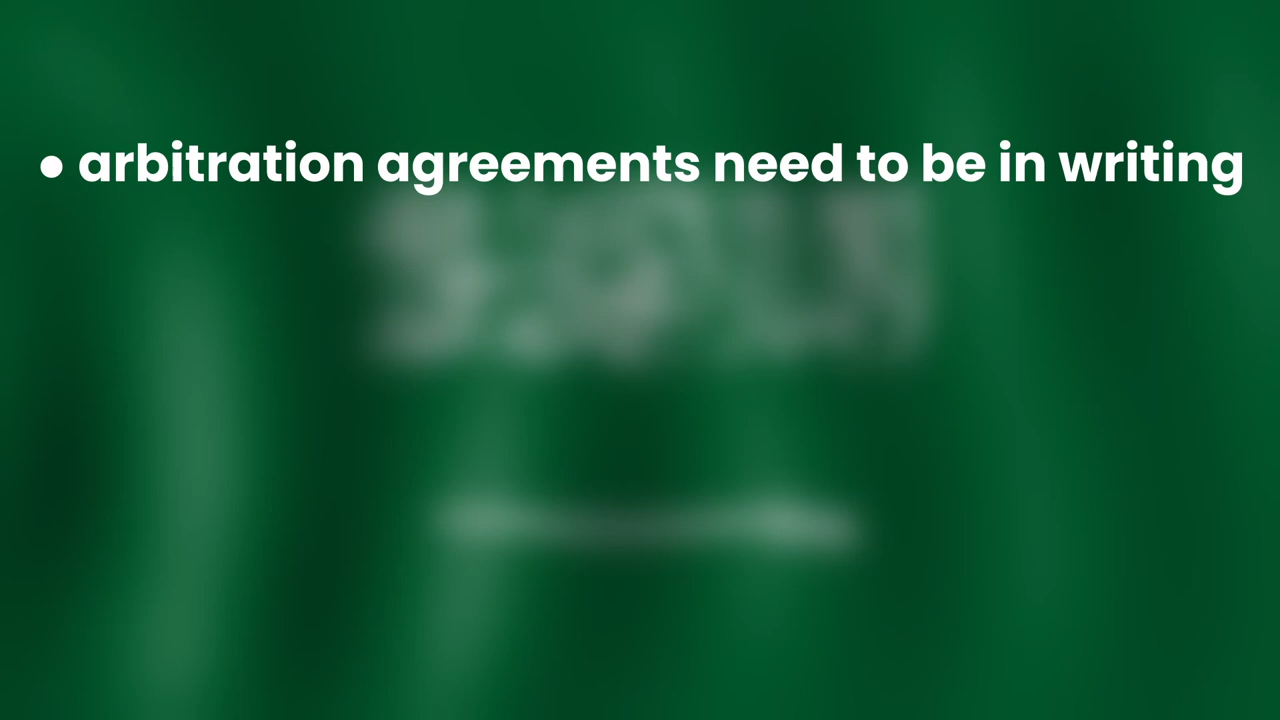 • arbitration agreements need to be in writing